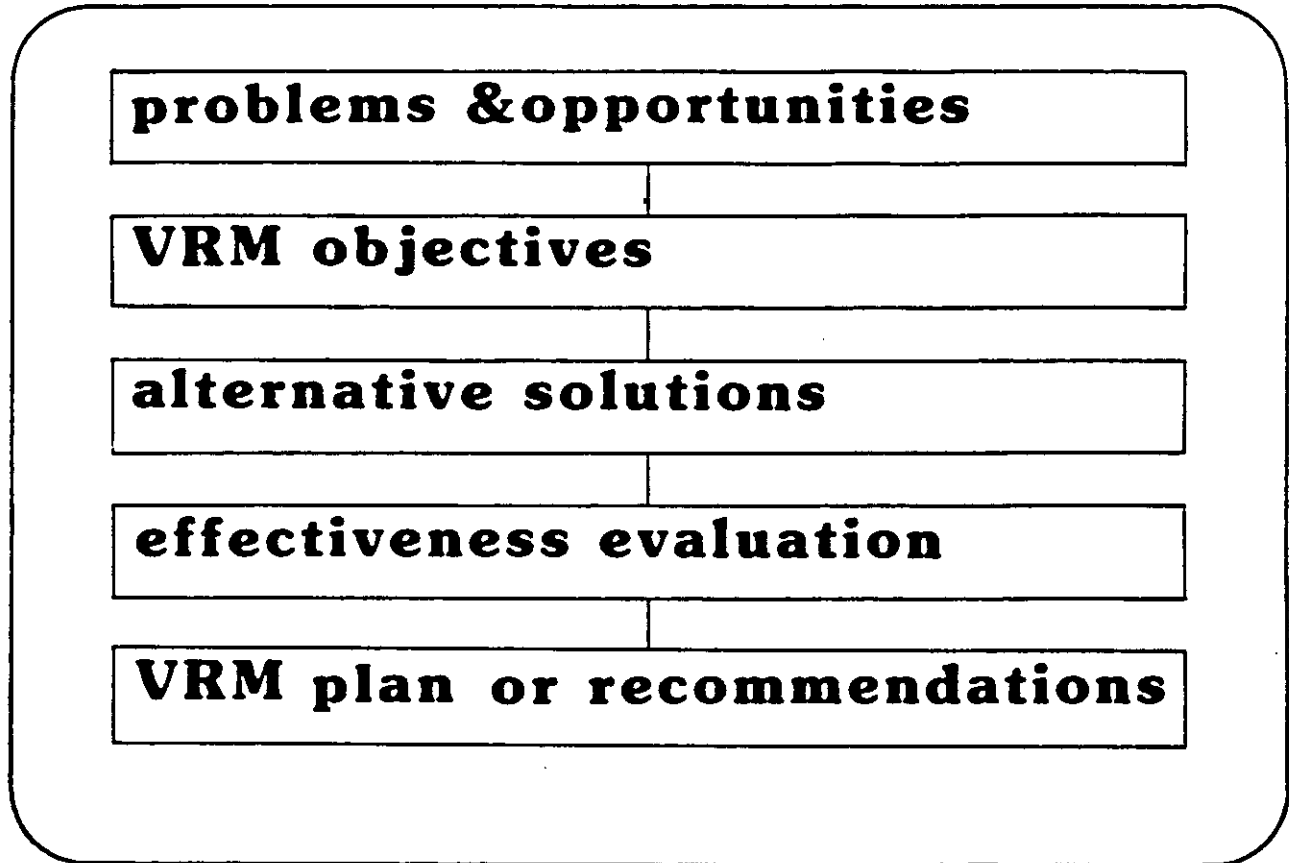 problems &opportunities
VRM objectives
alternative solutions
effectiveness evaluation
VRM plan or recommendations